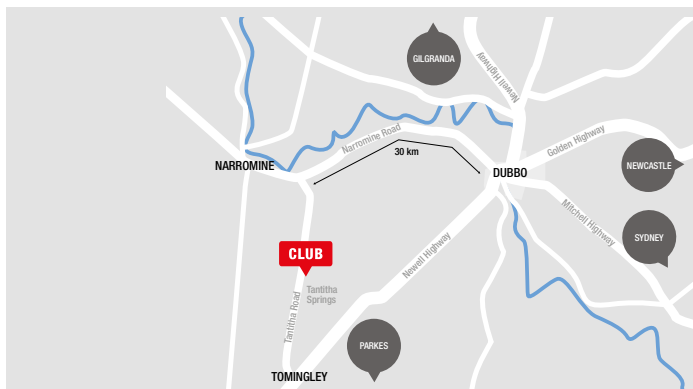 GILGRANDA
Newell Highway
Narromine Road
Golden Highway
30 km
NARROMINE
DUBBO
NEWCASTLE
Mitchell Highway
SYDNEY
CLUB
Newell Highway
Tantitha
Springs
Tantitha Road
PARKES
TOMINGLEY